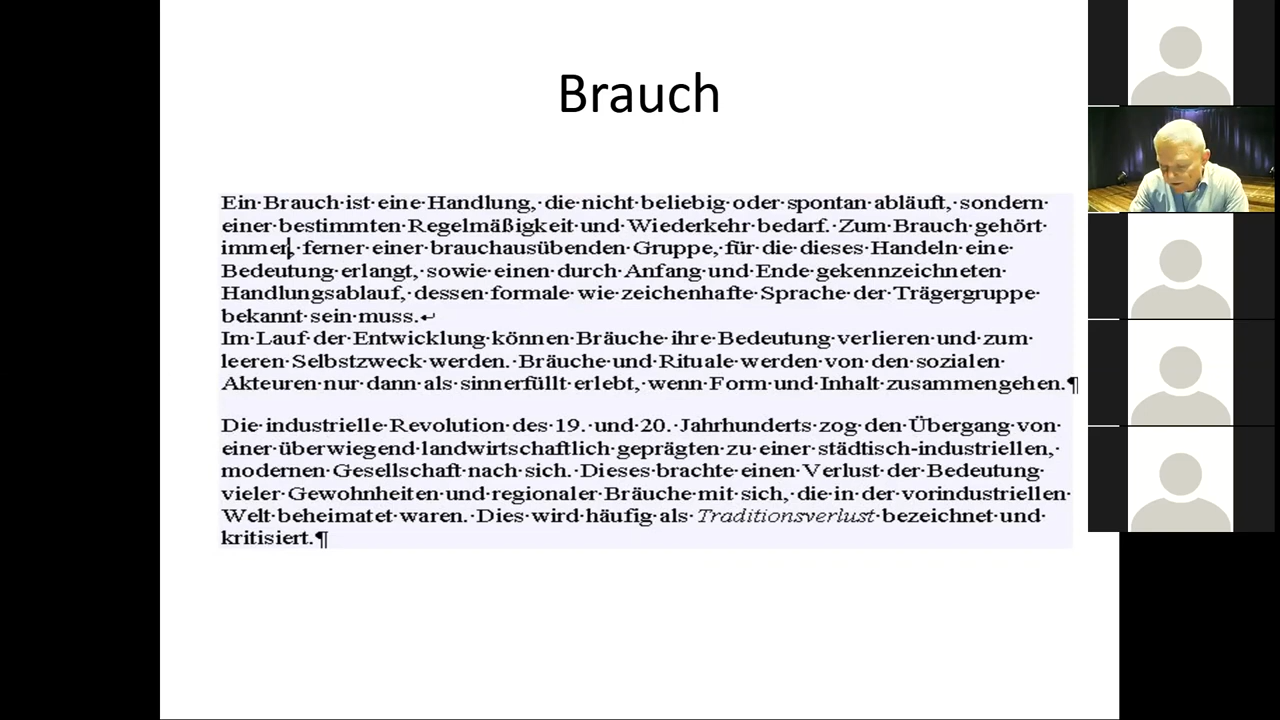 Brauch
Ein·Brauch·ist·eine·Handlung,·die·nicht·beliebig·oder·spontan·abläuft,·sondern·
einer·bestimmten·Regelmäßigkeit·und·Wiederkehr·bedarf.·Zum·Brauch·gehört·
immer,·ferner·einer·brauchausübenden·Gruppe,·für·die·dieses·Handeln·eine·
Bedeutung·erlangt,·sowie·einen·durch·Anfang·und·Ende·gekennzeichneten·
Handlungsablauf,·dessen·formale·wie·zeichenhafte·Sprache·der·Trägergruppe·
bekannt·sein·muss.↵
Im·Lauf·der·Entwicklung·können·Bräuche·ihre·Bedeutung·verlieren·und·zum·
leeren·Selbstzweck·werden.·Bräuche·und·Rituale·werden·von·den·sozialen·
Akteuren·nur·dann·als·sinnerfüllt·erlebt,·wenn·Form·und·Inhalt·zusammengehen.¶
Die·industrielle·Revolution·des·19.·und·20.·Jahrhunderts·zog·den·Übergang·von·
einer·überwiegend·landwirtschaftlich·geprägten·zu·einer·städtisch-industriellen,·
modernen·Gesellschaft·nach·sich.·Dieses·brachte·einen·Verlust·der·Bedeutung·
vieler·Gewohnheiten·und·regionaler·Bräuche·mit·sich,·die·in·der·vorindustriellen·
Welt·beheimatet·waren.·Dies·wird·häufig·als·Traditionsverlust·bezeichnet·und·
kritisiert.¶